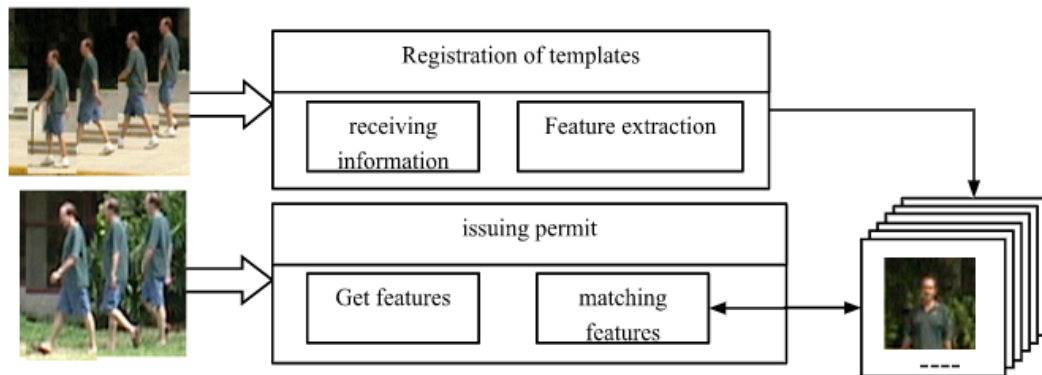 Registration of templates
receiving
information
Feature extraction
issuing permit
Get features
matching
features